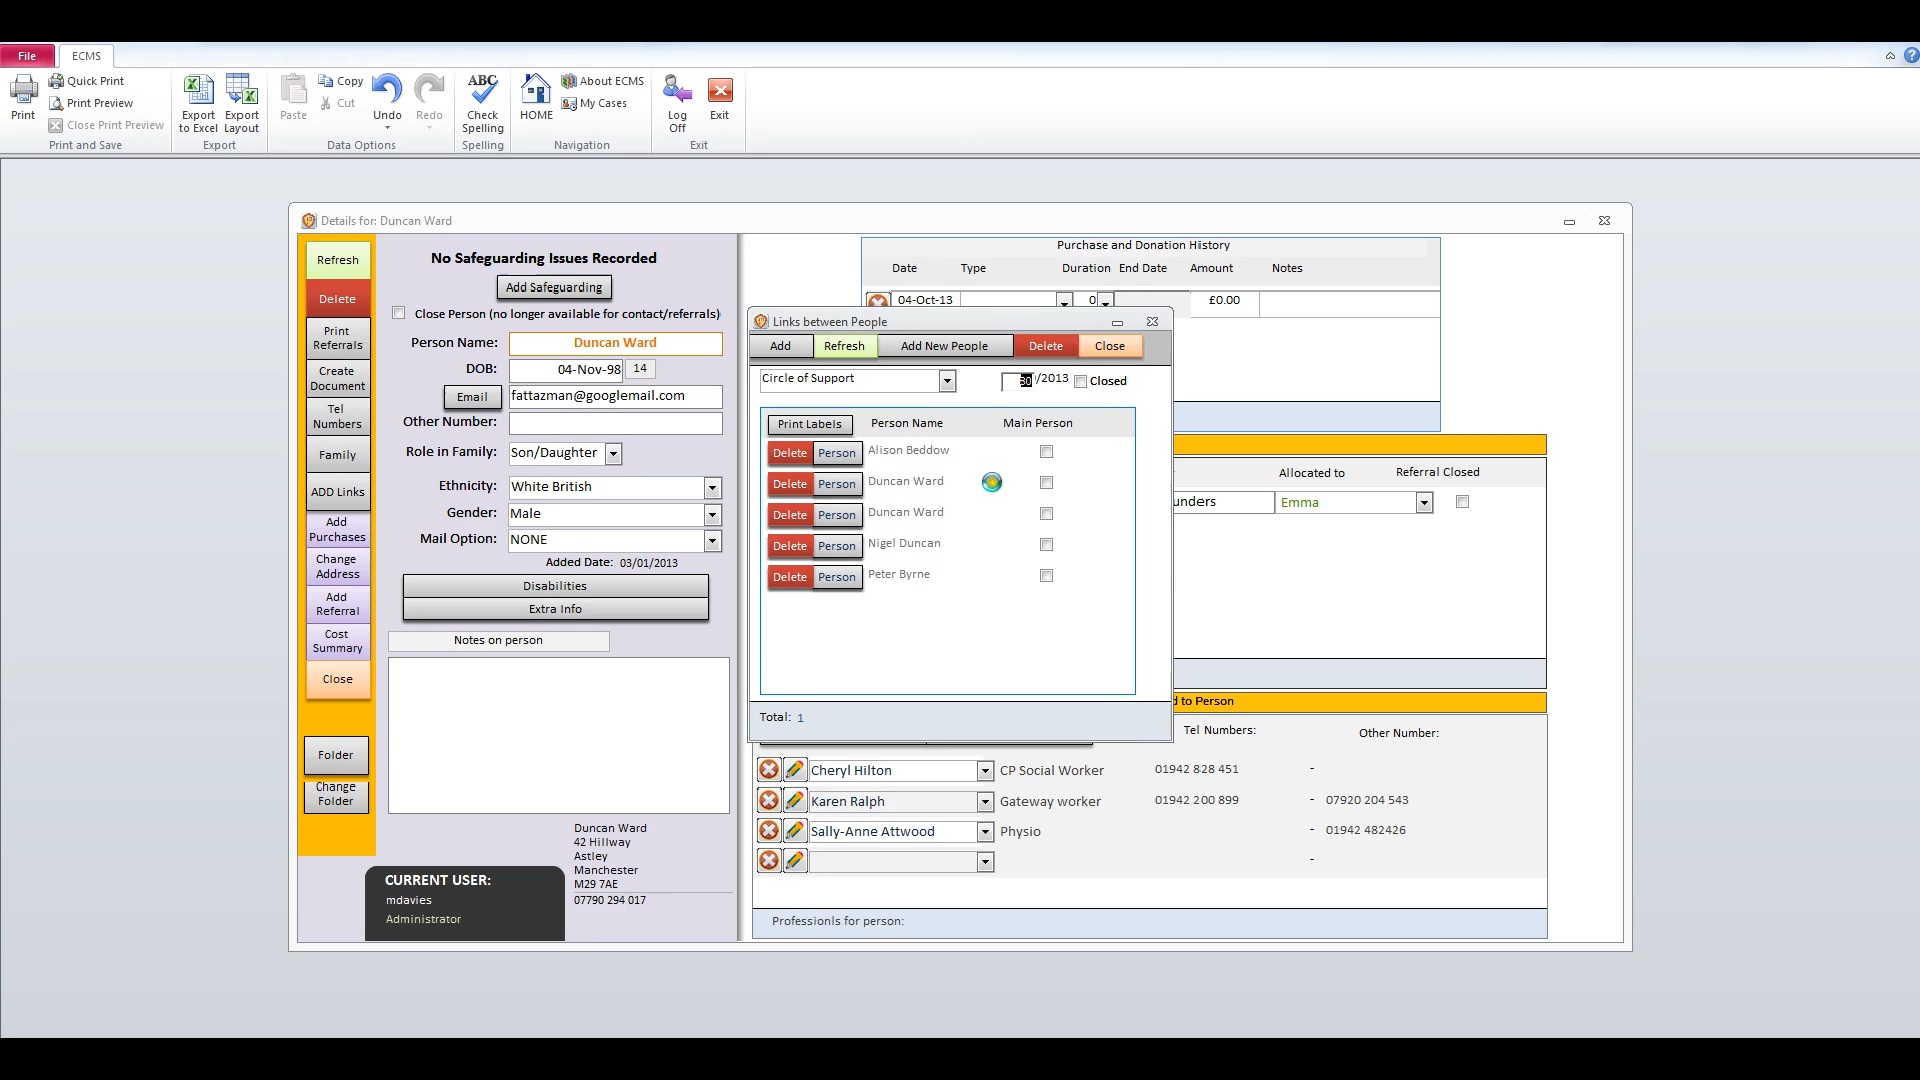 File ECMS
Print
Quick Print
Print Preview
Close Print Preview
Print and Save
Export to Excel
Export Layout
Export
Paste
Copy
Cut
Undo
Redo
Data Options
ABC
Check Spelling
Spelling
HOME
About ECMS
My Cases
Navigation
Log Off
Exit
Exit
Details for: Duncan Ward
Refresh
Delete
Print Referrals
Create Document
Tel Numbers
Family
ADD Links
Add Purchases
Change Address
Add Referral
Cost Summary
Close
Folder
Change Folder
No Safeguarding Issues Recorded
Add Safeguarding
Close Person (no longer available for contact/referrals)
Person Name: Duncan Ward
DOB: 04-Nov-98 14
Email fattazman@googlemail.com
Other Number:
Role in Family: Son/Daughter
Ethnicity: White British
Gender: Male
Mail Option: NONE
Added Date: 03/01/2013
Disabilities
Extra Info
Notes on person
Duncan Ward
42 Hillway
Astley
Manchester
M29 7AE
07790 294 017
CURRENT USER:
mdavies
Administrator
Purchase and Donation History
Date Type Duration End Date Amount Notes
04-Oct-13 0 £0.00
Links between People
Add Refresh Add New People Delete Close
Circle of Support 30 /2013 Closed
Print Labels Person Name Main Person
Delete Person Alison Beddow
Delete Person Duncan Ward
Delete Person Duncan Ward
Delete Person Nigel Duncan
Delete Person Peter Byrne
Total: 1
Allocated to Referral Closed
unders Emma
d to Person
Tel Numbers: Other Number:
Cheryl Hilton CP Social Worker 01942 828 451 -
Karen Ralph Gateway worker 01942 200 899 - 07920 204 543
Sally-Anne Attwood Physio - 01942 482426
-
Professionls for person: